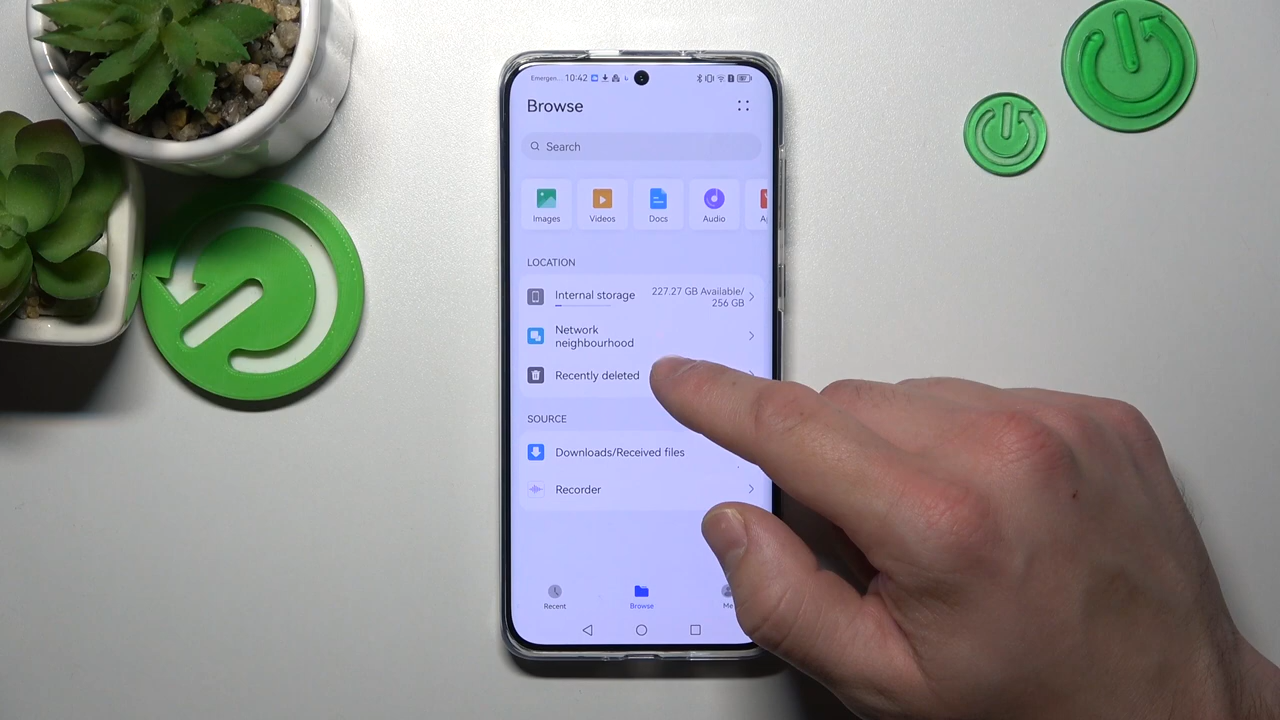 Emergen... 10:42
Browse
Search
Images Videos Docs Audio
LOCATION
Internal storage 227.27 GB Available/
256 GB
Network
neighbourhood
Recently deleted
SOURCE
Downloads/Received files
Recorder
Recent Browse Me